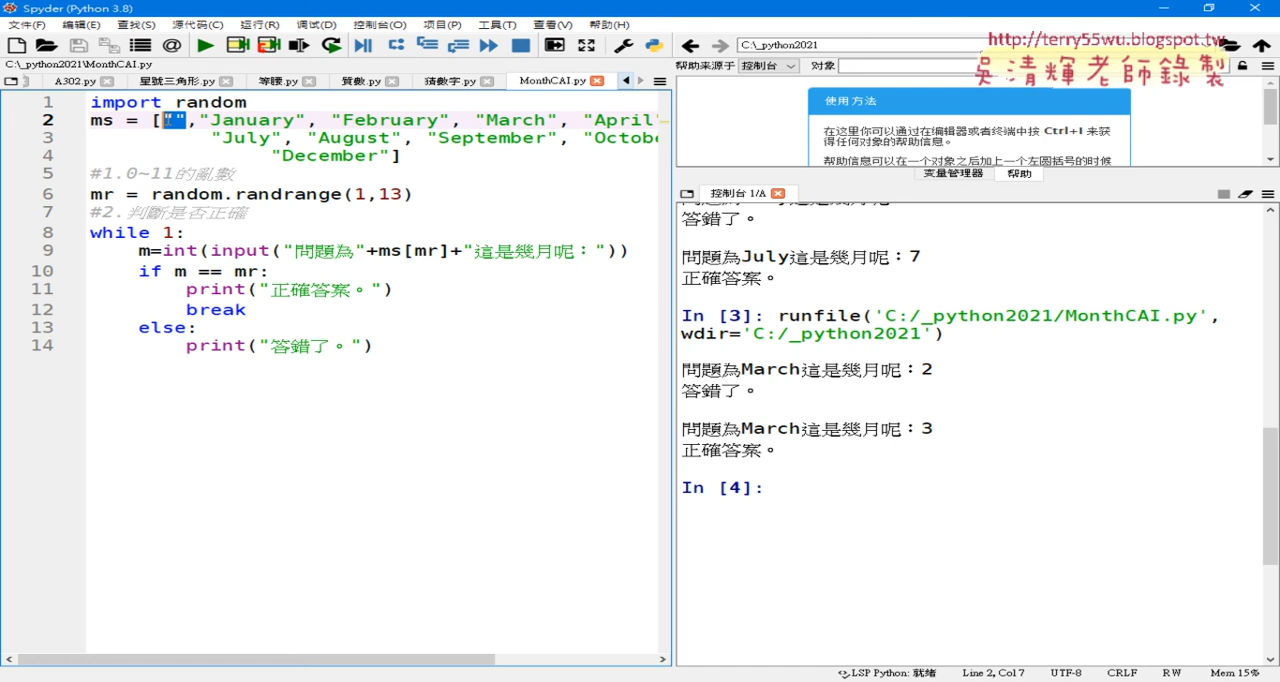 Spyder (Python 3.8)
文件(F) 编辑(E) 查找(S) 源代码(C) 运行(R) 调试(D) 控制台(O) 项目(P) 工具(T) 查看(V) 帮助(H)
C:\_python2021
http://terry55wu.blogspot.tw
吳清輝老師錄製
C:\_python2021\MonthCAI.py
帮助来源于 控制台 对象
A302.py 星號三角形.py 等腰.py 質數.py 猜數字.py MonthCAI.py
使用方法
在这里你可以通过在编辑器或者终端中按 Ctrl+I 来获
得任何对象的帮助信息。
帮助信息可以在一个对象之后加上一个左圆括号的时候
变量管理器 帮助
1 import random
2 ms = ["","January", "February", "March", "April"
3 "July", "August", "September", "Octobe
4 "December"]
5 #1.0~11的亂數
6 mr = random.randrange(1,13)
7 #2.判斷是否正確
8 while 1:
9 m=int(input("問題為"+ms[mr]+"這是幾月呢："))
10 if m == mr:
11 print("正確答案。")
12 break
13 else:
14 print("答錯了。")
控制台 1/A
答錯了。
問題為July這是幾月呢：7
正確答案。
In [3]: runfile('C:/_python2021/MonthCAI.py',
wdir='C:/_python2021')
問題為March這是幾月呢：2
答錯了。
問題為March這是幾月呢：3
正確答案。
In [4]:
LSP Python: 就绪 Line 2, Col 7 UTF-8 CRLF RW Mem 15%